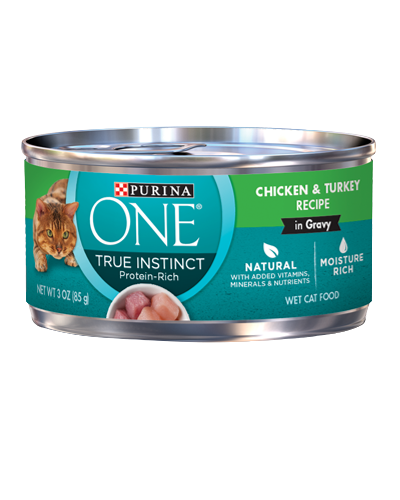 PURINA
ONE®
TRUE INSTINCT
Protein-Rich
NET WT 3 OZ (85 g)
CHICKEN & TURKEY
RECIPE
in Gravy
NATURAL
WITH ADDED VITAMINS,
MINERALS & NUTRIENTS
MOISTURE
RICH
WET CAT FOOD